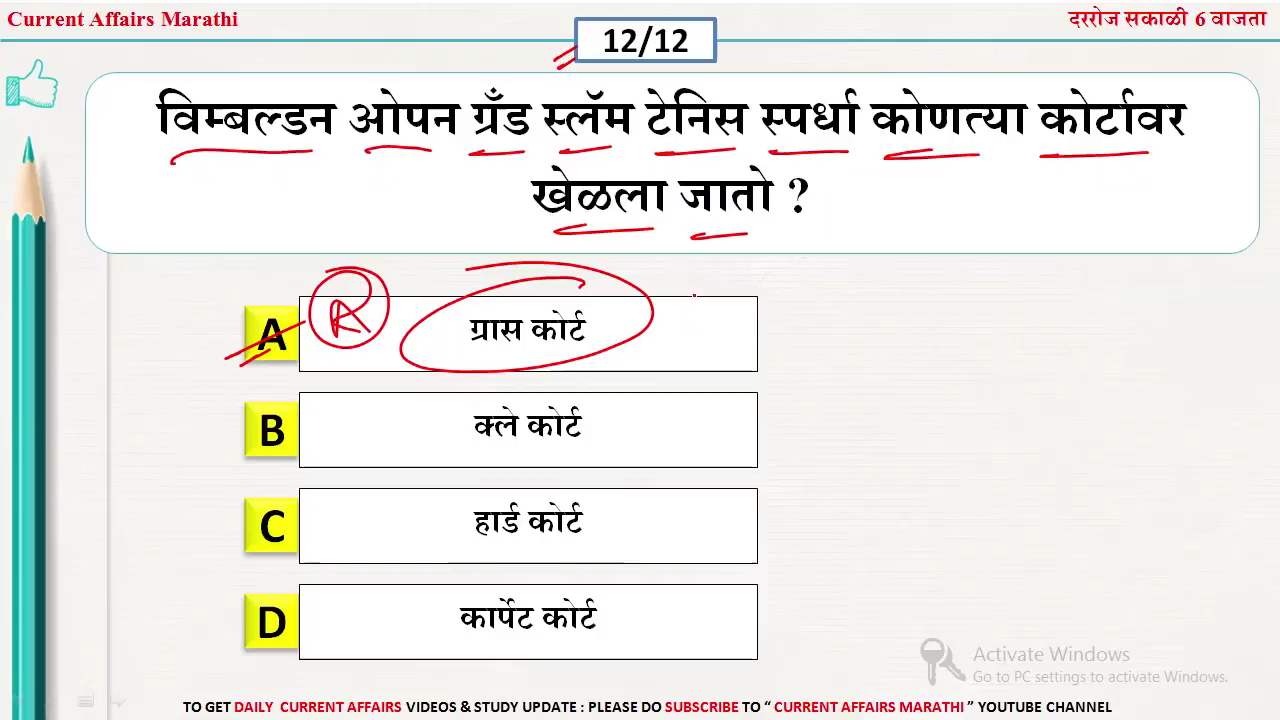 Current Affairs Marathi
दररोज सकाळी 6 वाजता
12/12
विम्बल्डन ओपन ग्रँड स्लॅम टेनिस स्पर्धा कोणत्या कोर्टावर
खेळला जातो ?
A
A
ग्रास कोर्ट
B
क्ले कोर्ट
C
हार्ड कोर्ट
D
कार्पेट कोर्ट
Activate Windows
Go to PC settings to activate Windows.
TO GET DAILY CURRENT AFFAIRS VIDEOS & STUDY UPDATE : PLEASE DO SUBSCRIBE TO “ CURRENT AFFAIRS MARATHI ” YOUTUBE CHANNEL